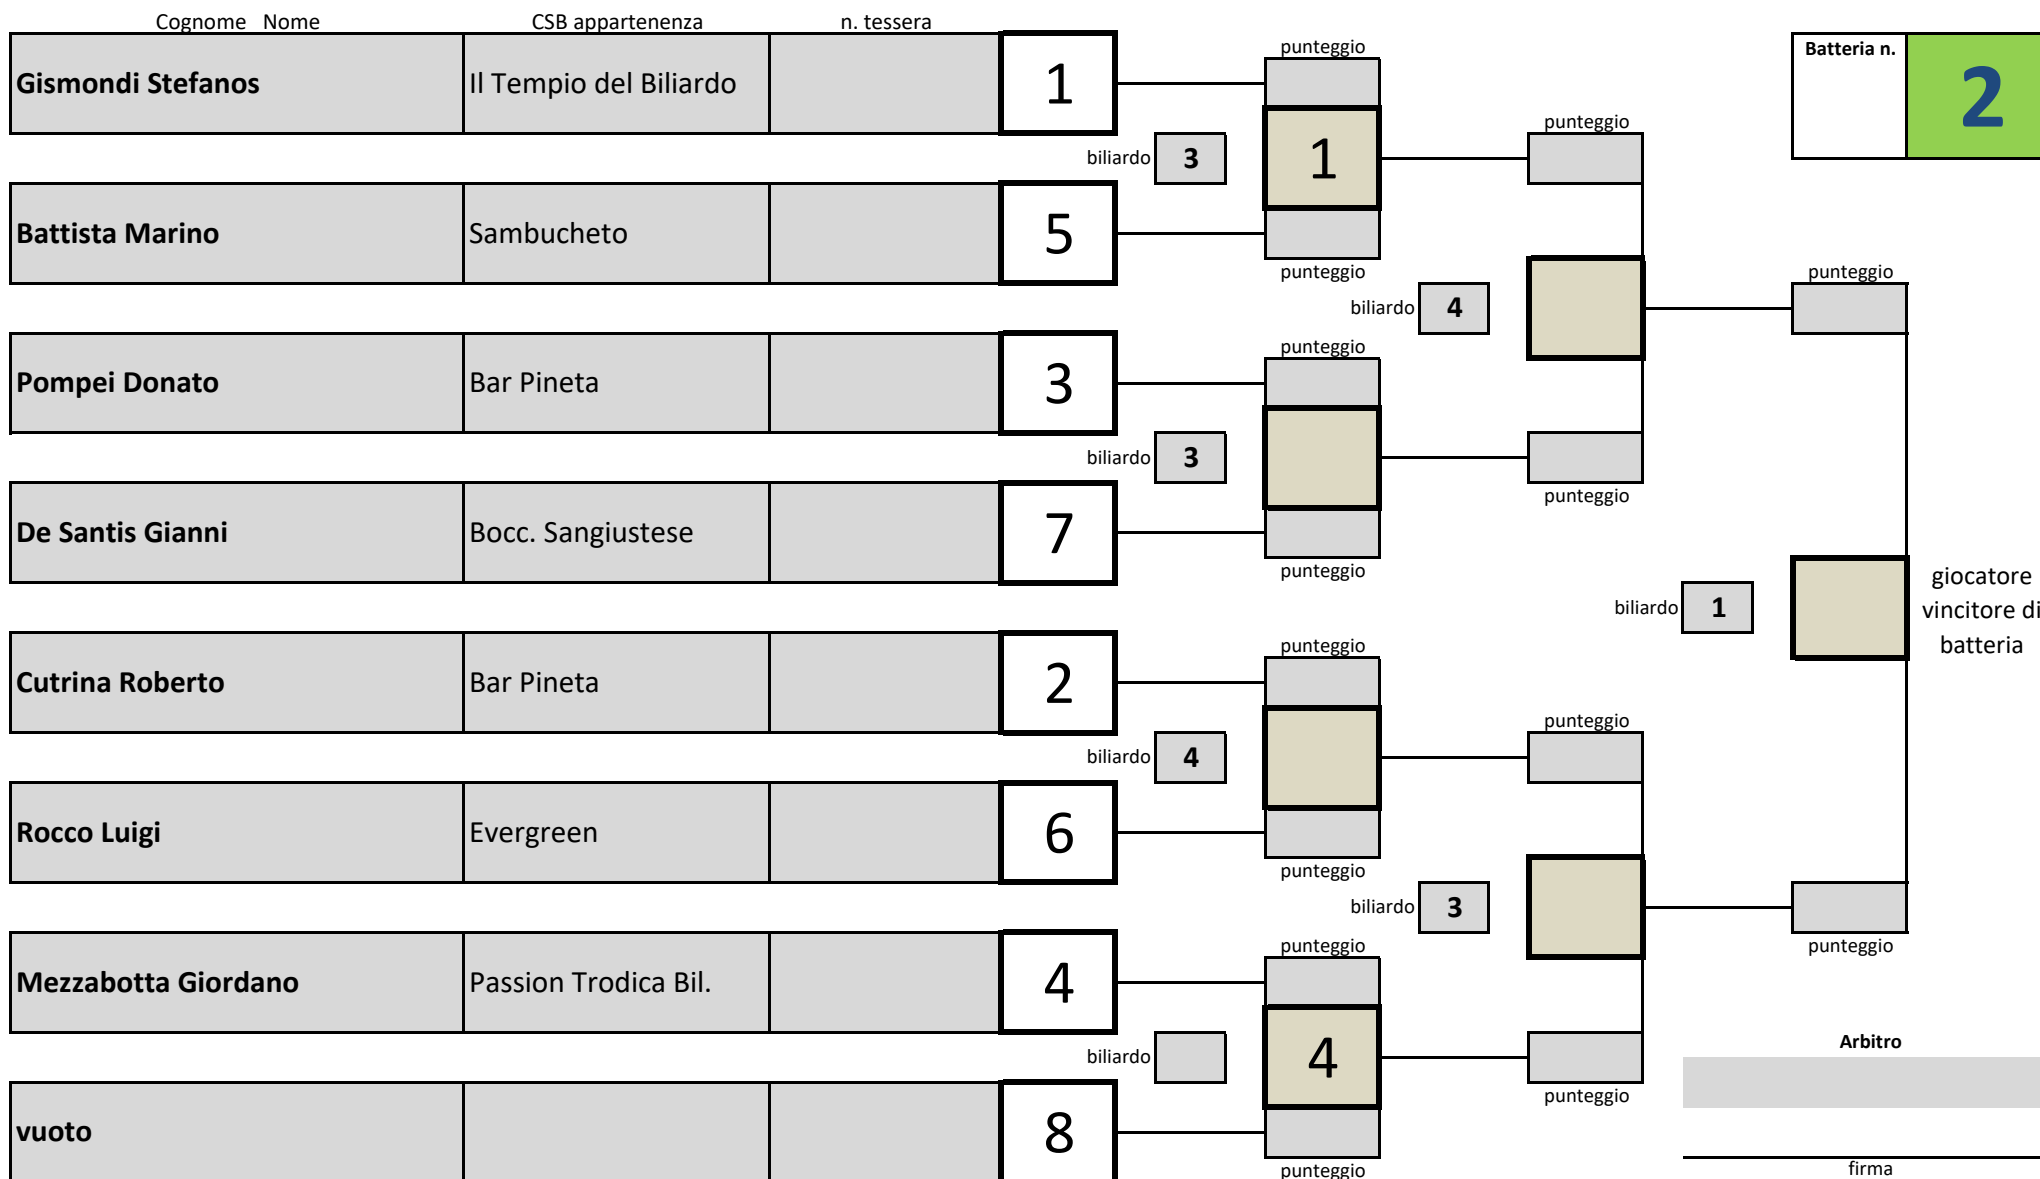 Cognome Nome CSB appartenenza n. tessera
punteggio
Batteria n. 2
Gismondi Stefanos Il Tempio del Biliardo 1
punteggio
biliardo 3 1
Battista Marino Sambucheto 5
punteggio
punteggio
biliardo 4
punteggio
Pompei Donato Bar Pineta 3
biliardo 3
punteggio
De Santis Gianni Bocc. Sangiustese 7
punteggio
giocatore
biliardo 1 vincitore di
batteria
punteggio
Cutrina Roberto Bar Pineta 2
punteggio
biliardo 4
Rocco Luigi Evergreen 6
punteggio
biliardo 3
punteggio
punteggio
Mezzabotta Giordano Passion Trodica Bil. 4
Arbitro
biliardo 4
punteggio
vuoto 8
punteggio
firma